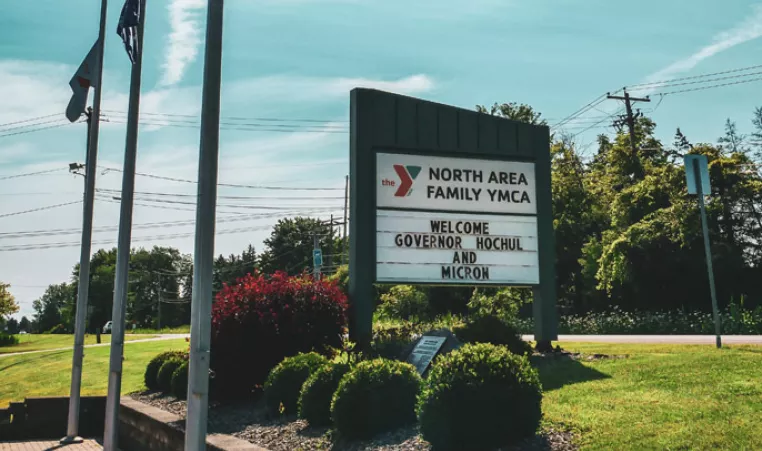 the Y NORTH AREA
FAMILY YMCA
WELCOME
GOVERNOR HOCHUL
AND
MICRON